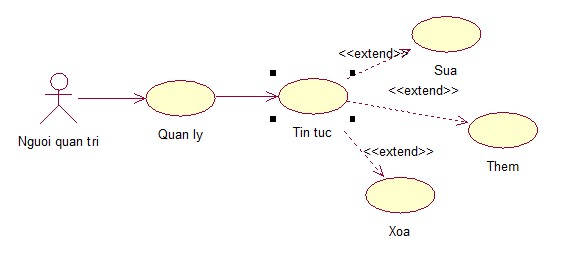 <<extend>>
Sua
<<extend>>
Nguoi quan tri
Quan ly
Tin tuc
<<extend>>
Them
Xoa